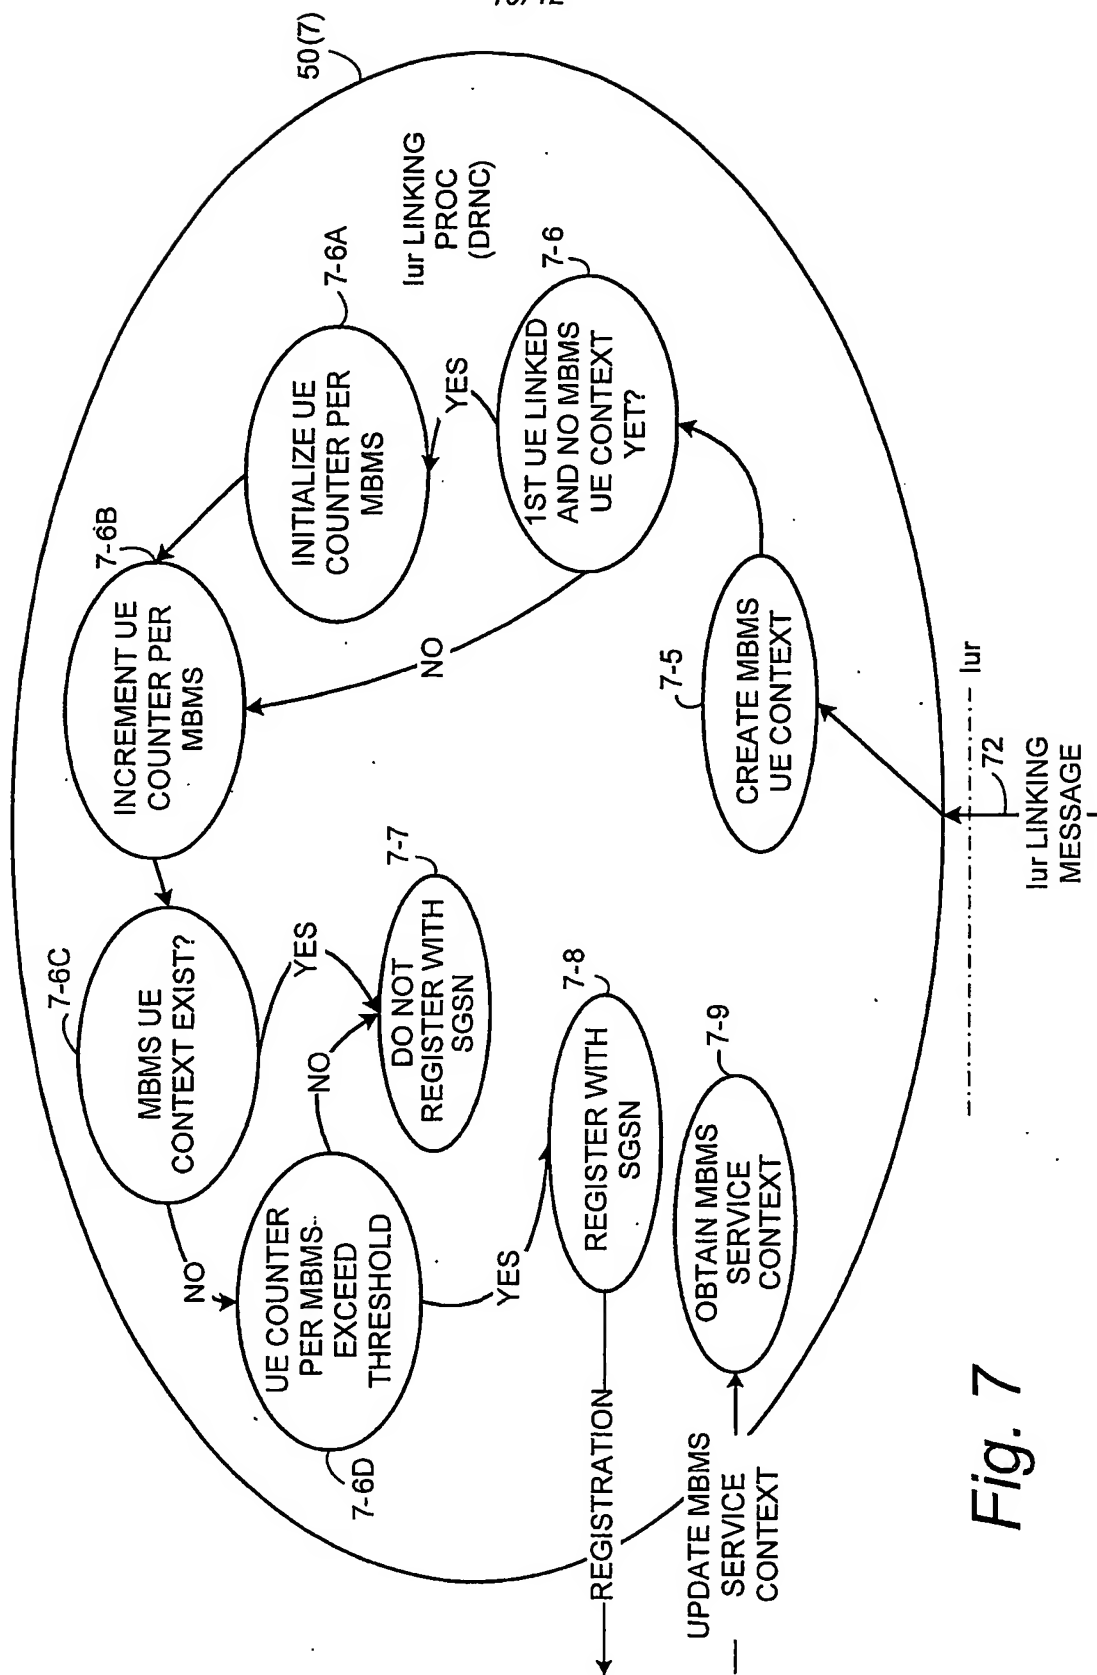 50(7)
Iur LINKING
PROC
(DRNC)
7-6B
INCREMENT UE
COUNTER PER
MBMS
7-6A
INITIALIZE UE
COUNTER PER
MBMS
YES
7-6
1ST UE LINKED
AND NO MBMS
UE CONTEXT
YET?
NO
7-6C
MBMS UE
CONTEXT EXIST?
YES
NO
7-7
DO NOT
REGISTER WITH
SGSN
NO
7-6D
UE COUNTER
PER MBMS
EXCEED
THRESHOLD
YES
7-8
REGISTER WITH
SGSN
REGISTRATION
7-5
CREATE MBMS
UE CONTEXT
7-9
OBTAIN MBMS
SERVICE
CONTEXT
UPDATE MBMS
SERVICE
CONTEXT
Iur
72
Iur LINKING
MESSAGE
Fig. 7